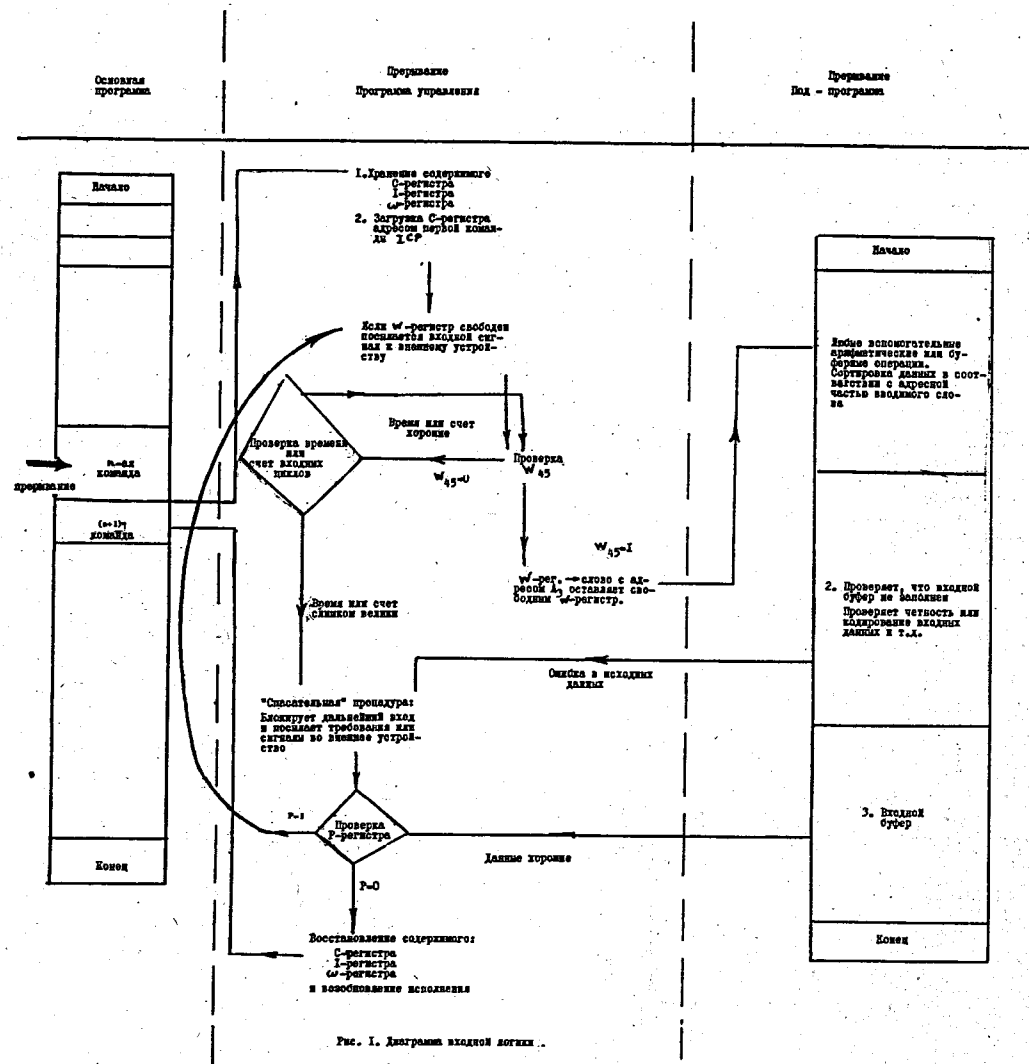 Основная
программа
Прерывание
Программа управления
Прерывание
Под - программа
Начало
n-ая
команда
прерывание
(n+1)
команда
Конец
I. Хранение содержимого
C-регистра
I-регистра
ω-регистра
2. Загрузка C-регистра
адресом первой коман-
ды ICP
Если W-регистр свободен
посылается входной сиг-
нал к внешнему устрой-
ству
Время или счет
хорошие
Проверка времени
или
счет входных
циклов
W45=0
Проверка
W45
W45=I
W-рег. → слово с ад-
ресом A, оставляет сво-
бодным W-регистр.
Время или счет
слишком велики
"Спасательная" процедура:
Блокирует дальнейший вход
и посылает требования или
сигналы во внешнее устрой-
ство
Ошибка в исходных
данных
P=I
Проверка
P-регистра
Данные хорошие
P=0
Восстановление содержимого:
C-регистра
I-регистра
ω-регистра
и возобновление исполнения
Начало
Любые вспомогательные
арифметические или бу-
ферные операции.
Сортировка данных в соот-
ветствии с адресной
частью вводимого сло-
ва
2. Проверяет, что входной
буфер не заполнен
Проверяет четность или
кодирование входных
данных и т.д.
3. Входной
буфер
Конец
Рис. I. Диаграмма входной логики.